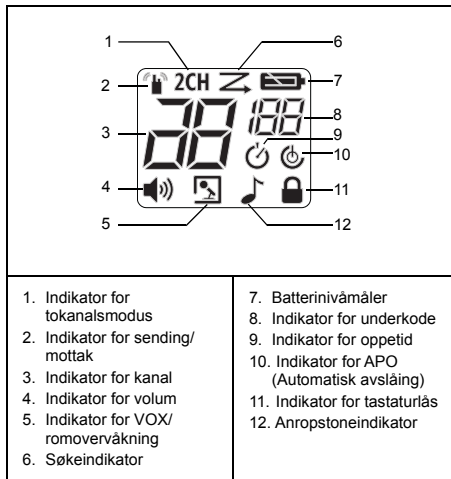 1
6
2CH
2
7
188
8
3
38
9
10
4
11
5
12
1. Indikator for
tokanalsmodus
2. Indikator for sending/
mottak
3. Indikator for kanal
4. Indikator for volum
5. Indikator for VOX/
romovervåkning
6. Søkeindikator
7. Batterinivåmåler
8. Indikator for underkode
9. Indikator for oppetid
10. Indikator for APO
(Automatisk avslåing)
11. Indikator for tastaturlås
12. Anropstoneindikator